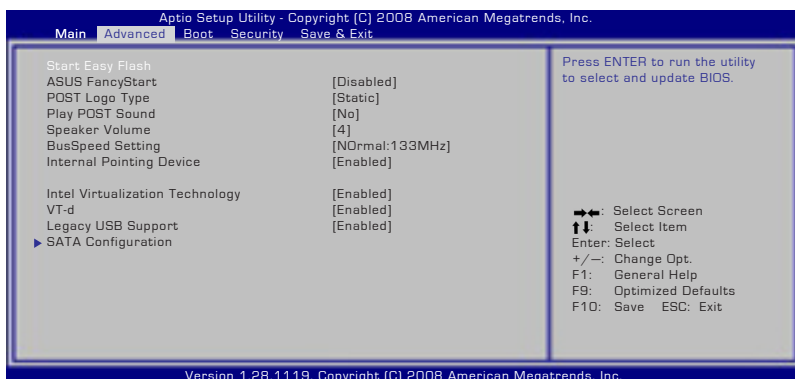 Aptio Setup Utility - Copyright (C) 2008 American Megatrends, Inc.
Main Advanced Boot Security Save & Exit
Start Easy Flash
ASUS FancyStart [Disabled]
POST Logo Type [Static]
Play POST Sound [No]
Speaker Volume [4]
BusSpeed Setting [NOrmal:133MHz]
Internal Pointing Device [Enabled]
Intel Virtualization Technology [Enabled]
VT-d [Enabled]
Legacy USB Support [Enabled]
SATA Configuration
Press ENTER to run the utility
to select and update BIOS.
→←: Select Screen
↑↓: Select Item
Enter: Select
+/—: Change Opt.
F1: General Help
F9: Optimized Defaults
F10: Save ESC: Exit
Version 1.28.1119. Copyright (C) 2008 American Megatrends, Inc.